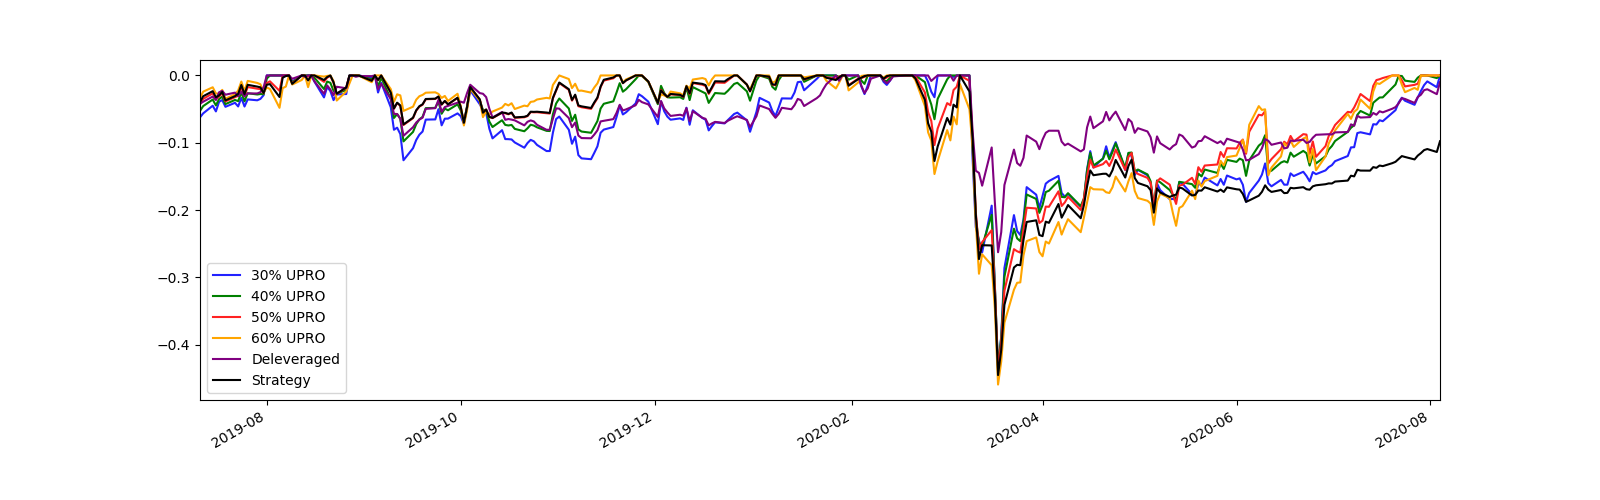 0.0
−0.1
−0.2
−0.3
−0.4
30% UPRO
40% UPRO
50% UPRO
60% UPRO
Deleveraged
Strategy
2019-08
2019-10
2019-12
2020-02
2020-04
2020-06
2020-08